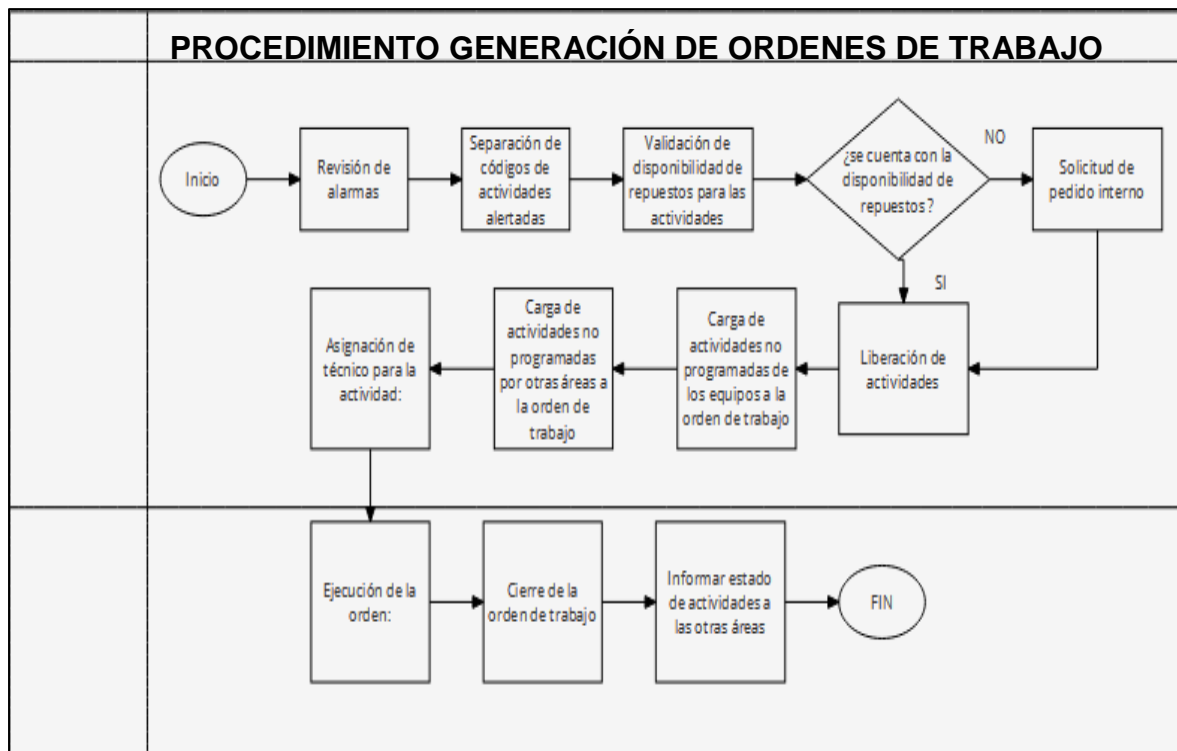 PROCEDIMIENTO GENERACIÓN DE ORDENES DE TRABAJO
Inicio
Revisión de
alarmas
Separación de
códigos de
actividades
alertadas
Validación de
disponibilidad de
repuestos para las
actividades
¿se cuenta con la
disponibilidad de
repuestos?
NO
Solicitud de
pedido interno
SI
Liberación de
actividades
Carga de
actividades no
programadas de
los equipos a la
orden de trabajo
Carga de
actividades no
programadas
por otras áreas a
la orden de
trabajo
Asignación de
técnico para la
actividad:
Ejecución de la
orden:
Cierre de la
orden de trabajo
Informar estado
de actividades a
las otras áreas
FIN